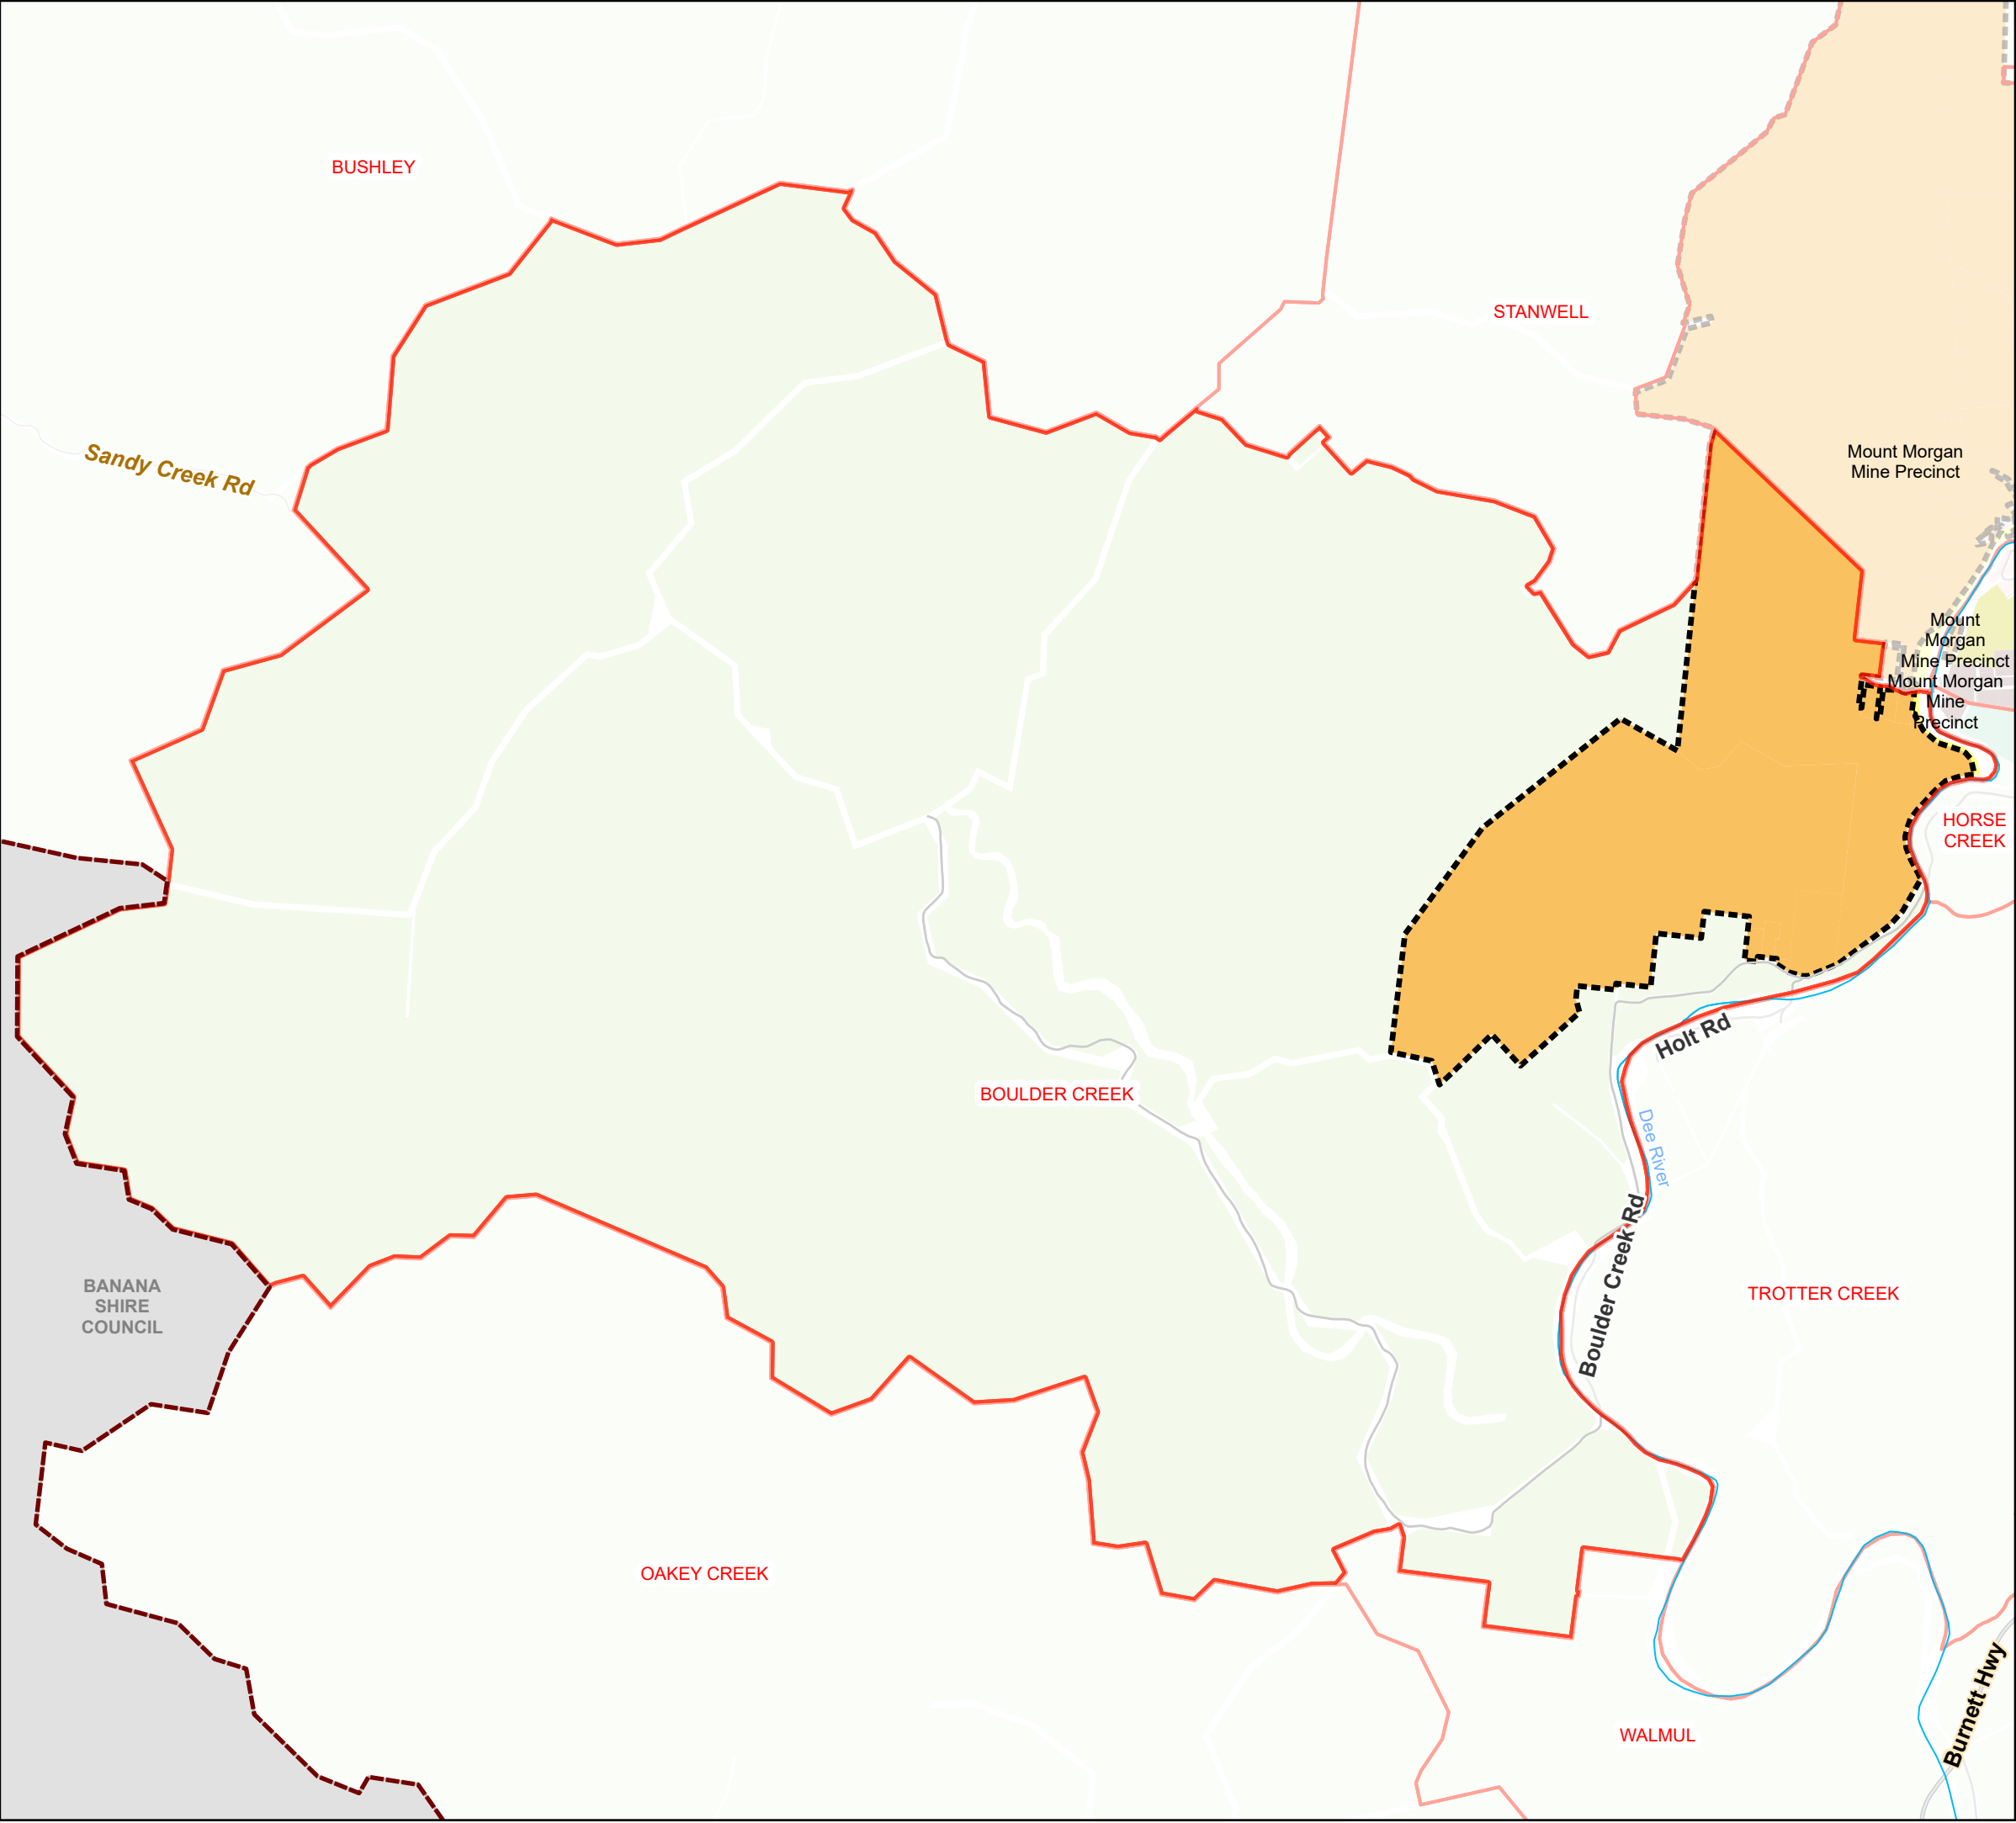 BUSHLEY
STANWELL
Sandy Creek Rd
Mount Morgan
Mine Precinct
Mount
Morgan
Mine Precinct
Mount Morgan
Mine
Precinct
HORSE
CREEK
Holt Rd
BOULDER CREEK
Dee River
Boulder Creek Rd
BANANA
SHIRE
COUNCIL
TROTTER CREEK
OAKEY CREEK
WALMUL
Burnett Hwy